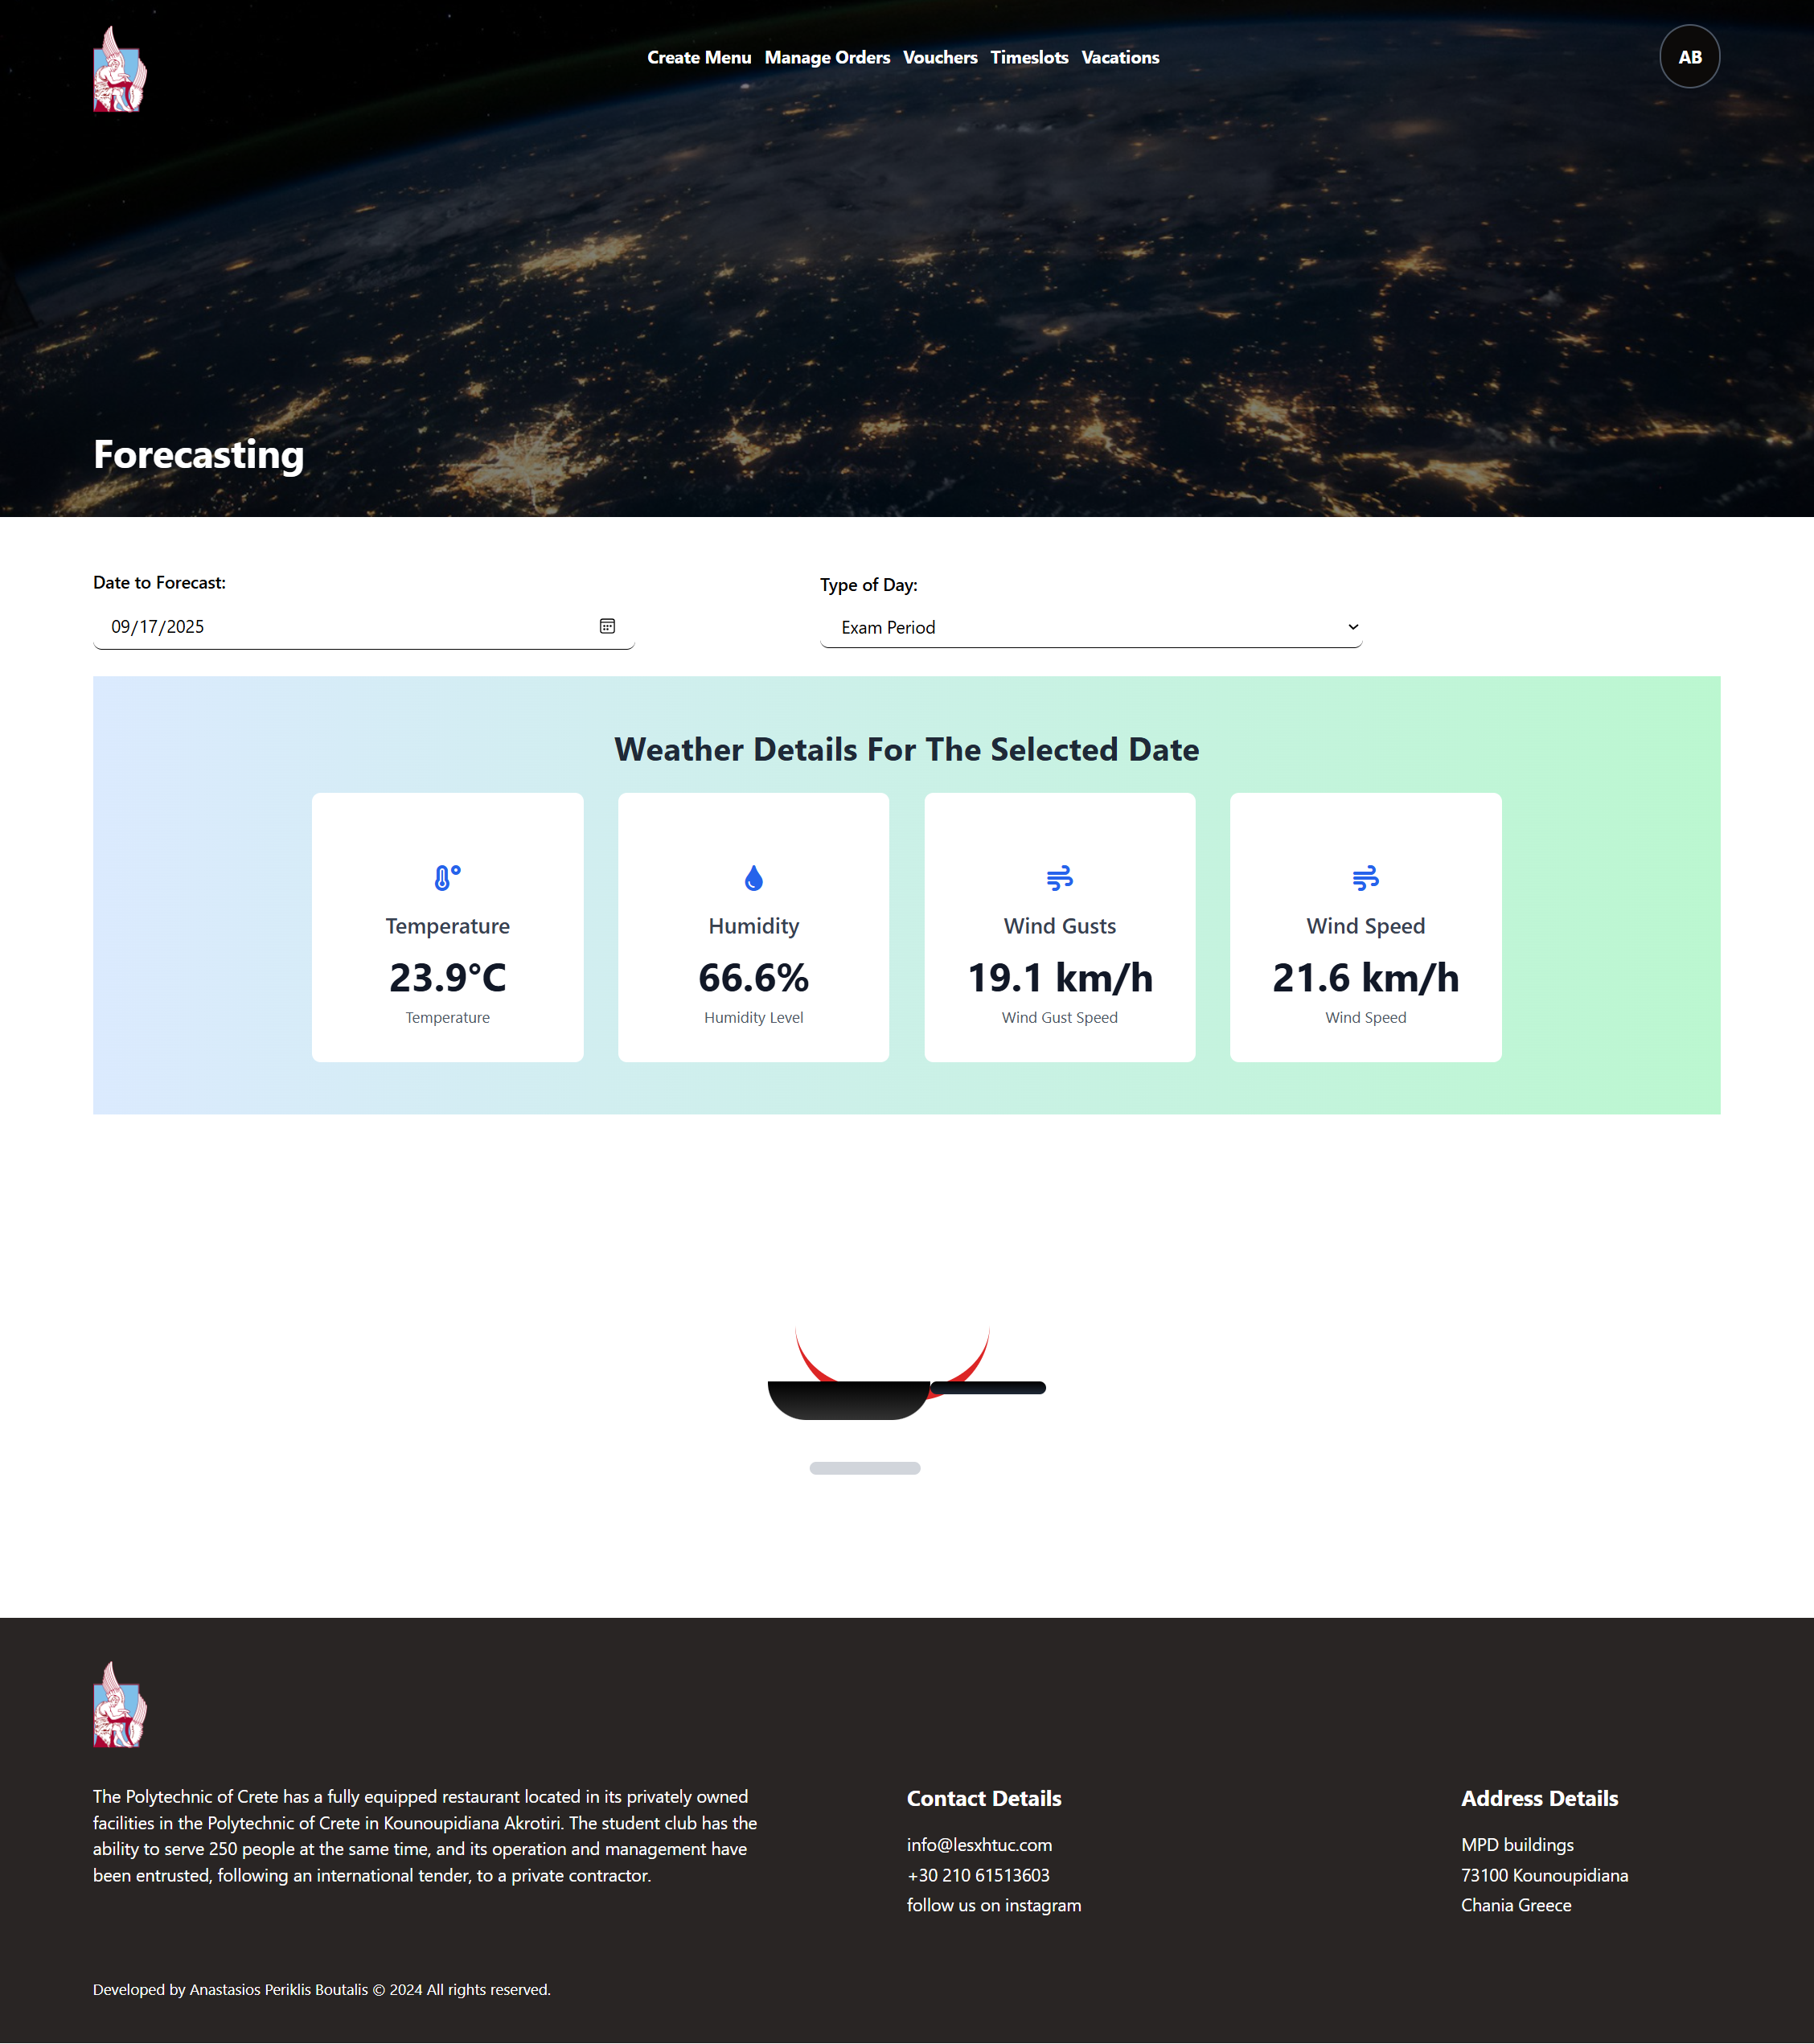 Create Menu Manage Orders Vouchers Timeslots Vacations
AB
Forecasting
Date to Forecast:
09/17/2025
Type of Day:
Exam Period
Weather Details For The Selected Date
Temperature
23.9°C
Temperature
Humidity
66.6%
Humidity Level
Wind Gusts
19.1 km/h
Wind Gust Speed
Wind Speed
21.6 km/h
Wind Speed
The Polytechnic of Crete has a fully equipped restaurant located in its privately owned
facilities in the Polytechnic of Crete in Kounoupidiana Akrotiri. The student club has the
ability to serve 250 people at the same time, and its operation and management have
been entrusted, following an international tender, to a private contractor.
Contact Details
info@lesxhtuc.com
+30 210 61513603
follow us on instagram
Address Details
MPD buildings
73100 Kounoupidiana
Chania Greece
Developed by Anastasios Periklis Boutalis © 2024 All rights reserved.